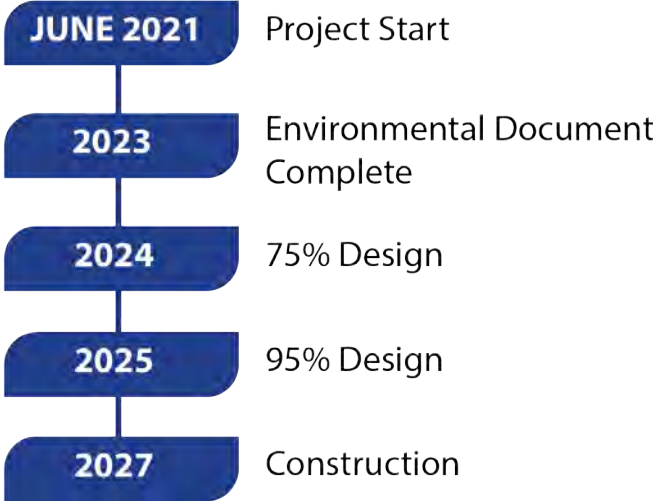 JUNE 2021 Project Start
2023 Environmental Document
Complete
2024 75% Design
2025 95% Design
2027 Construction